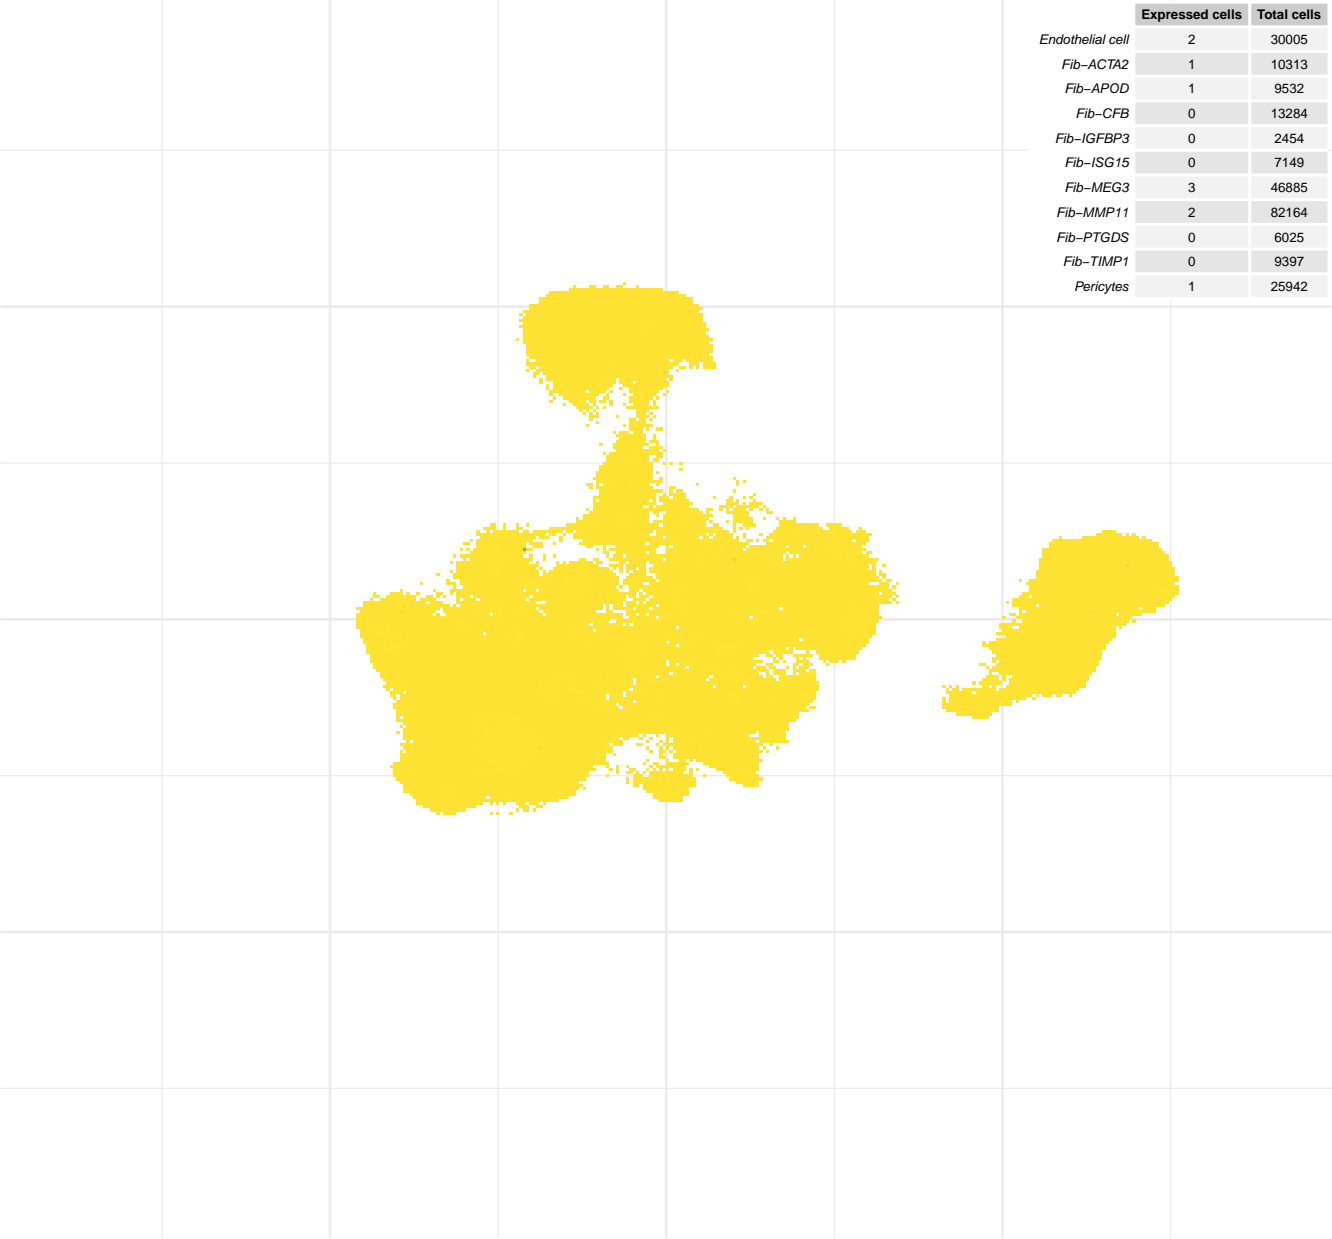 Expressed cells Total cells
Endothelial cell 2 30005
Fib−ACTA2 1 10313
Fib−APOD 1 9532
Fib−CFB 0 13284
Fib−IGFBP3 0 2454
Fib−ISG15 0 7149
Fib−MEG3 3 46885
Fib−MMP11 2 82164
Fib−PTGDS 0 6025
Fib−TIMP1 0 9397
Pericytes 1 25942